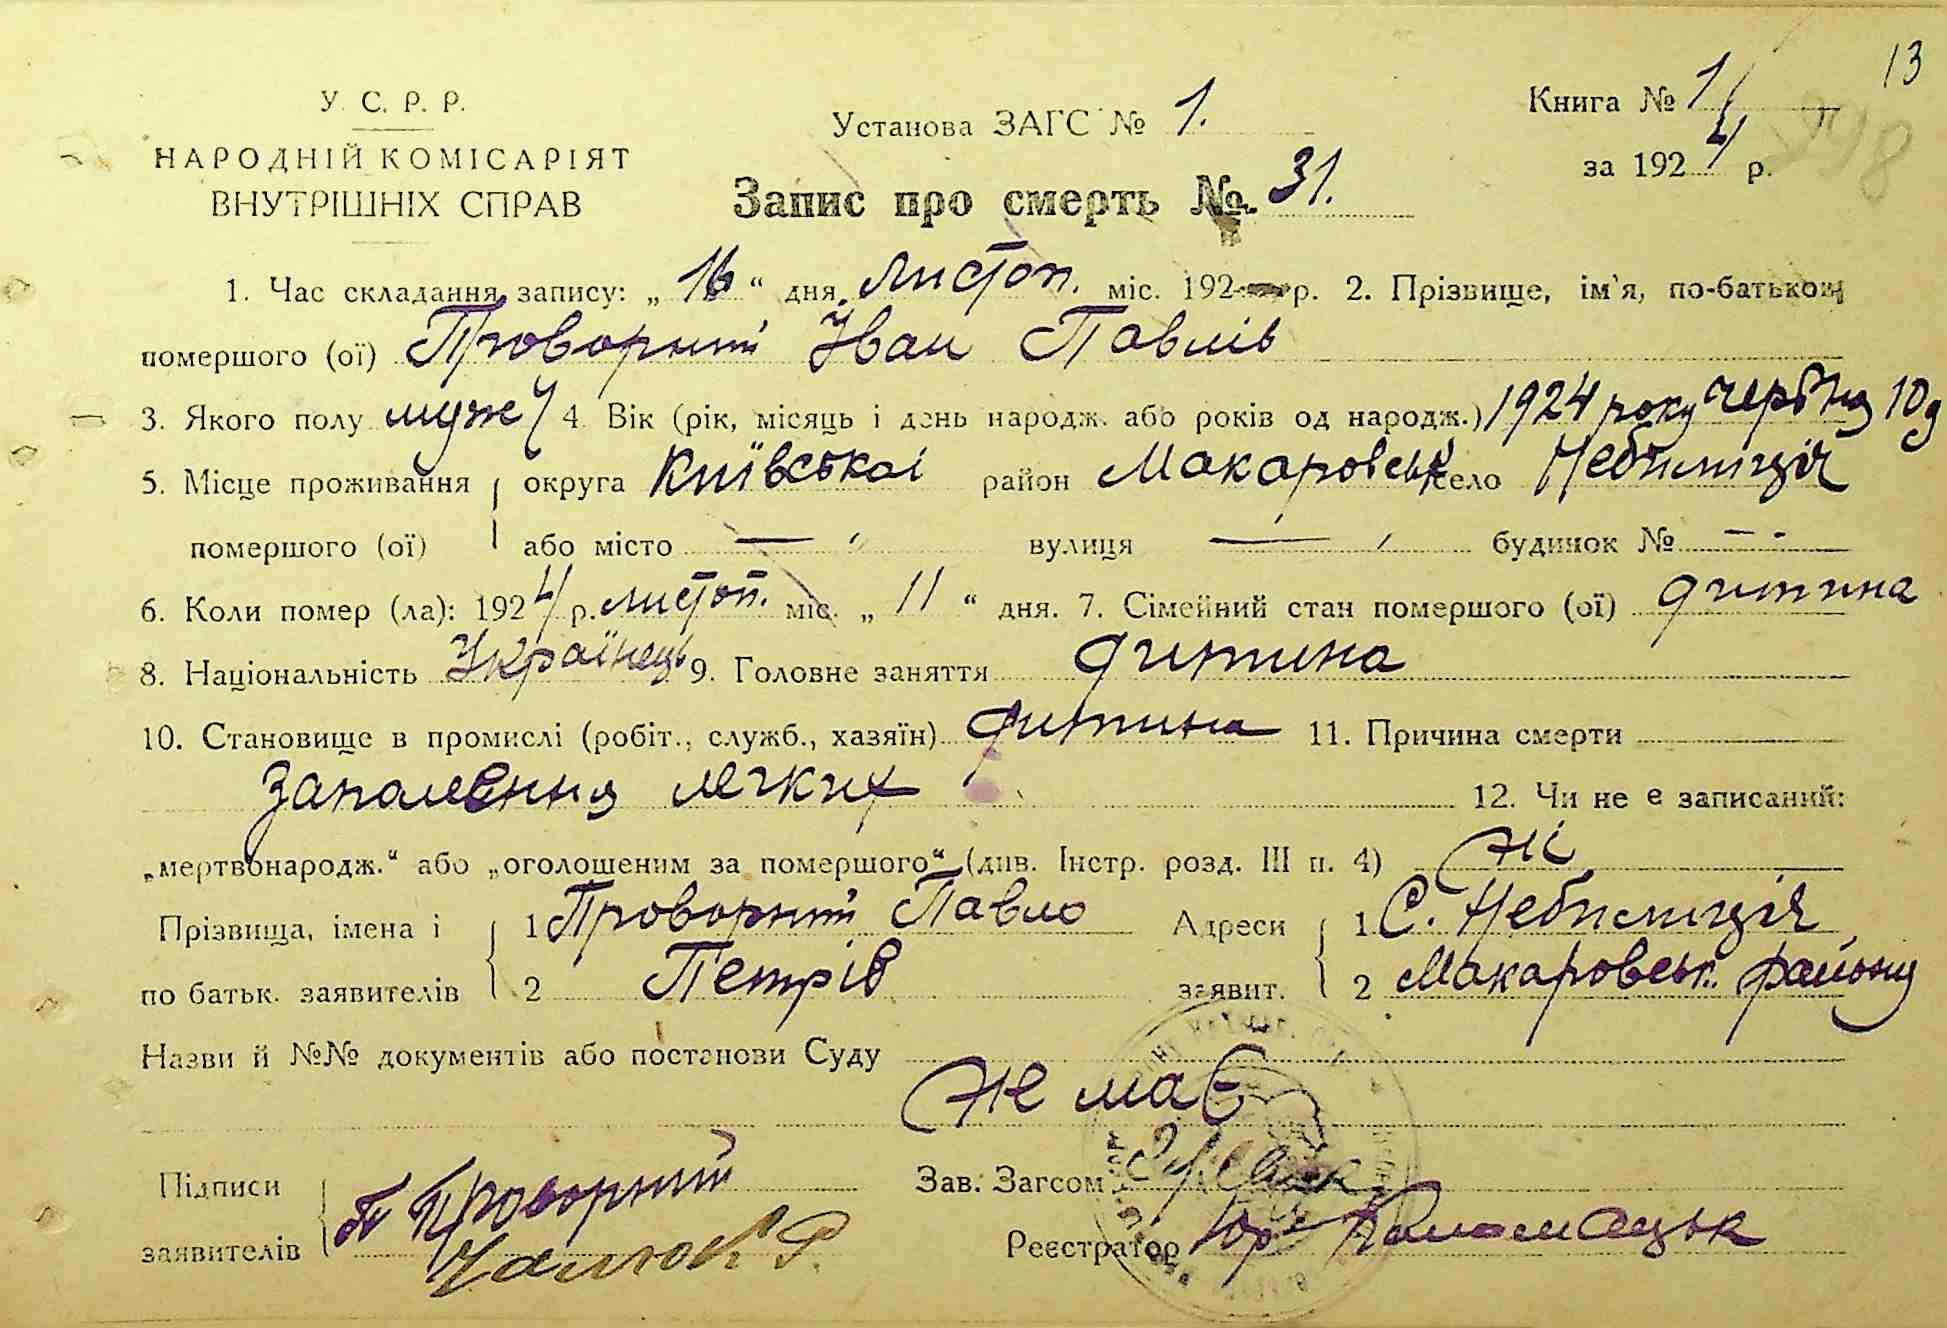 13
У. С. Р. Р.
НАРОДНІЙ КОМІСАРІЯТ
ВНУТРІШНІХ СПРАВ
Установа ЗАГС № 1.
Книга № 1/
за 1924 р.
Запис про смерть № 31.
1. Час складання запису: „16“ дня Листоп. міс. 192 р. 2. Прізвище, ім'я, по-батькови
помершого (ої) Проворний Іван Павлів
3. Якого полу муж 4. Вік (рік, місяць і день народж. або років од народж.) 1924 року червня 10 д
5. Місце проживання округа Київської район Макаровськ село Небилиція
помершого (ої) або місто — „ вулиця — будинок № —
6. Коли помер (ла): 1924 р. листоп. міс. „11“ дня. 7. Сімейний стан помершого (ої) дитина
8. Національність Українець 9. Головне заняття дитина
10. Становище в промислі (робіт., служб., хазяїн) дитина 11. Причина смерти
Запалення легких 12. Чи не є записаний:
„мертвонародж.“ або „оголошеним за помершого“ (див. Інстр. розд. III п. 4) Ні
Прізвища, імена і 1 Проворний Павло Адреси 1 С. Небилиція
по батьк. заявителів 2 Петрів заявит. 2 Макаровськ. району
Назви й №№ документів або постанови Суду
Не має
Підписи П Проворний Зав. Загсом
заявителів Реєстратор